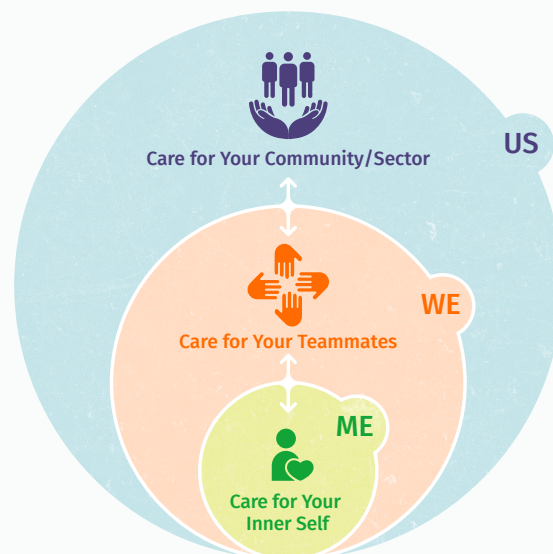 US
Care for Your Community/Sector
WE
Care for Your Teammates
ME
Care for Your
Inner Self